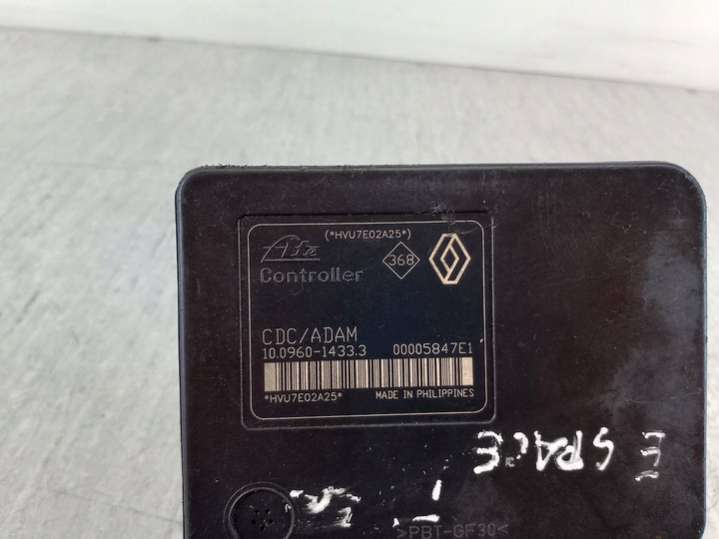 (*HVU7E02A25*)
Ate 368
Controller
CDC/ADAM
10.0960-1433.3 00005847E1
*HVU7E02A25* MADE IN PHILIPPINES
ESPACE
>PBT-GF30<